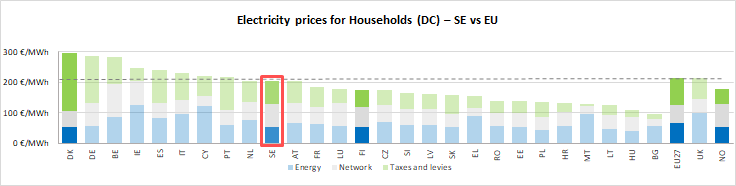 Electricity prices for Households (DC) – SE vs EU
300 €/MWh
200 €/MWh
100 €/MWh
0 €/MWh
DK DE BE IE ES IT CY PT NL SE AT FR LU FI CZ SI LV SK EL RO EE PL HR MT LT HU BG EU27 UK NO
Energy Network Taxes and levies